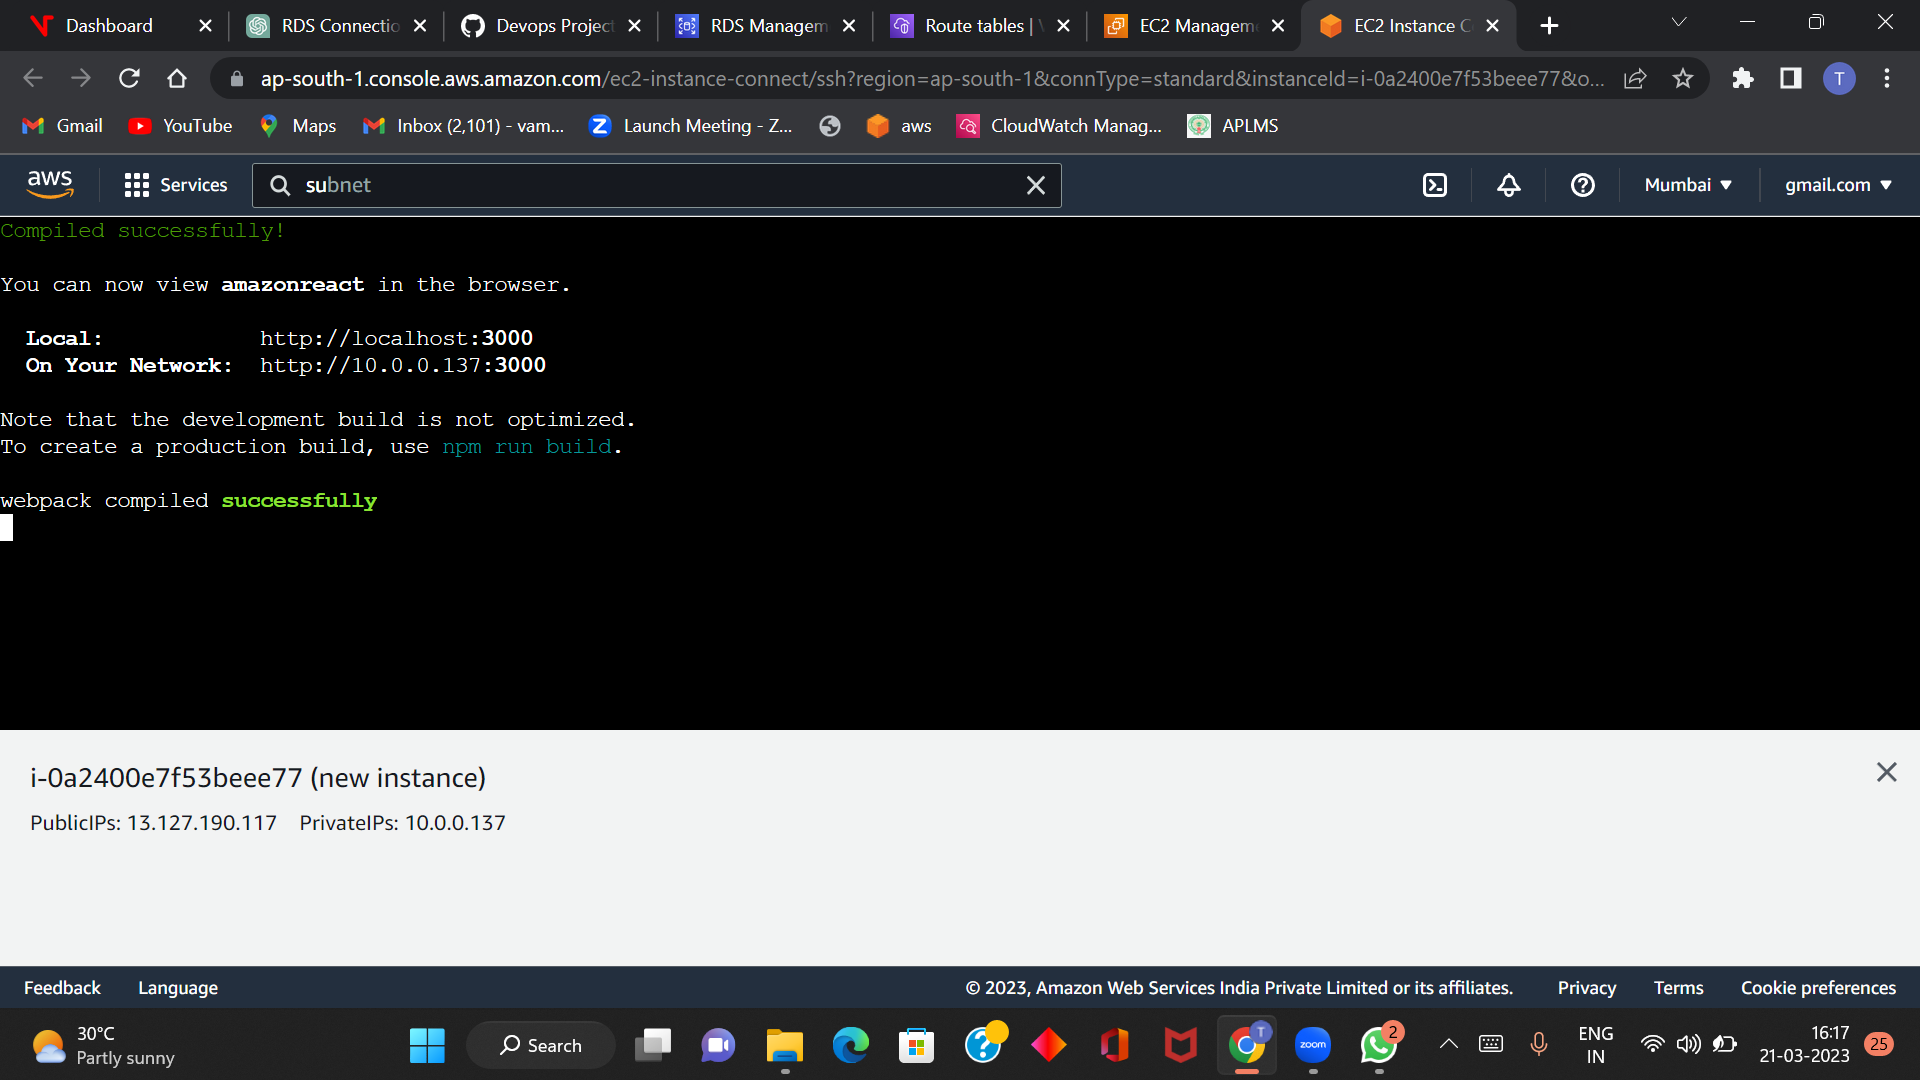 Dashboard
RDS Connectio
Devops Project
RDS Managem
Route tables | V
EC2 Managem
EC2 Instance C
ap-south-1.console.aws.amazon.com/ec2-instance-connect/ssh?region=ap-south-1&connType=standard&instanceId=i-0a2400e7f53beee77&o...
T
Gmail
YouTube
Maps
Inbox (2,101) - vam...
Launch Meeting - Z...
aws
CloudWatch Manag...
APLMS
aws
Services
subnet
Mumbai
gmail.com
Compiled successfully!
You can now view amazonreact in the browser.
Local: http://localhost:3000
On Your Network: http://10.0.0.137:3000
Note that the development build is not optimized.
To create a production build, use npm run build.
webpack compiled successfully
i-0a2400e7f53beee77 (new instance)
PublicIPs: 13.127.190.117 PrivateIPs: 10.0.0.137
Feedback
Language
© 2023, Amazon Web Services India Private Limited or its affiliates.
Privacy
Terms
Cookie preferences
30°C
Partly sunny
Search
T
zoom
2
ENG
IN
16:17
21-03-2023
25